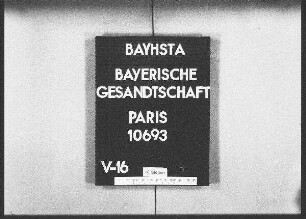 BAYHSTA
BAYERISCHE
GESANDTSCHAFT
PARIS
10693
V-16